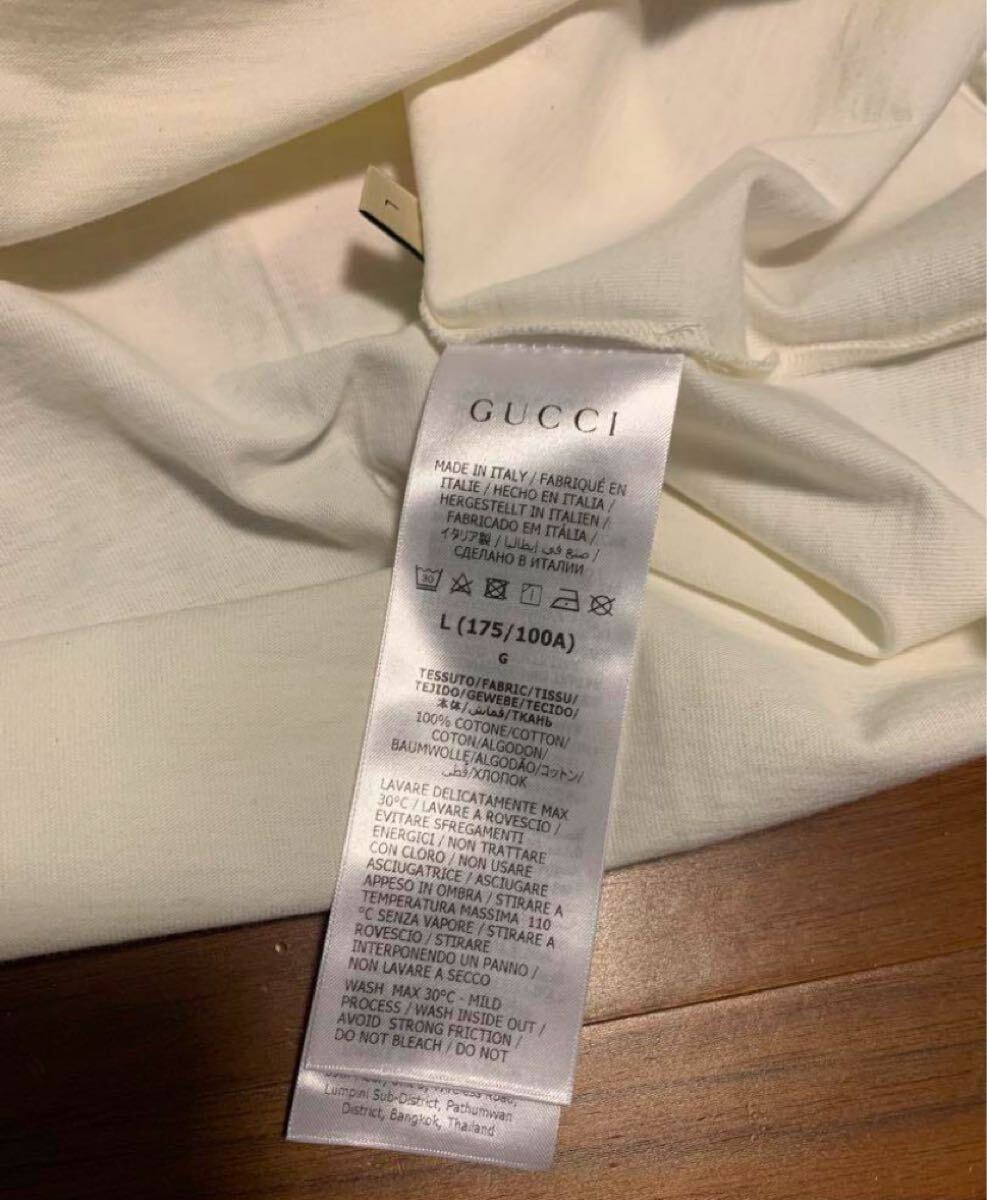 L
GUCCI
MADE IN ITALY / FABRIQUÉ EN
ITALIE / HECHO EN ITALIA /
HERGESTELLT IN ITALIEN /
FABRICADO EM ITÁLIA /
イタリア製 / صنع في إيطاليا /
СДЕЛАНО В ИТАЛИИ
30
L (175/100A)
G
TESSUTO/FABRIC/TISSU/
TEJIDO/GEWEBE/TECIDO/
本体/قماش/ТКАНЬ
100% COTONE/COTTON/
COTON/ALGODON/
BAUMWOLLE/ALGODÃO/コットン/
قطن/ХЛОПОК
LAVARE DELICATAMENTE MAX
30°C / LAVARE A ROVESCIO /
EVITARE SFREGAMENTI
ENERGICI / NON TRATTARE
CON CLORO / NON USARE
ASCIUGATRICE / ASCIUGARE
APPESO IN OMBRA / STIRARE A
TEMPERATURA MASSIMA 110
°C SENZA VAPORE / STIRARE A
ROVESCIO / STIRARE
INTERPONENDO UN PANNO /
NON LAVARE A SECCO
WASH MAX 30°C - MILD
PROCESS / WASH INSIDE OUT /
AVOID STRONG FRICTION /
DO NOT BLEACH / DO NOT
Road,
Lumpini Sub-District, Pathumwan
District, Bangkok, Thailand